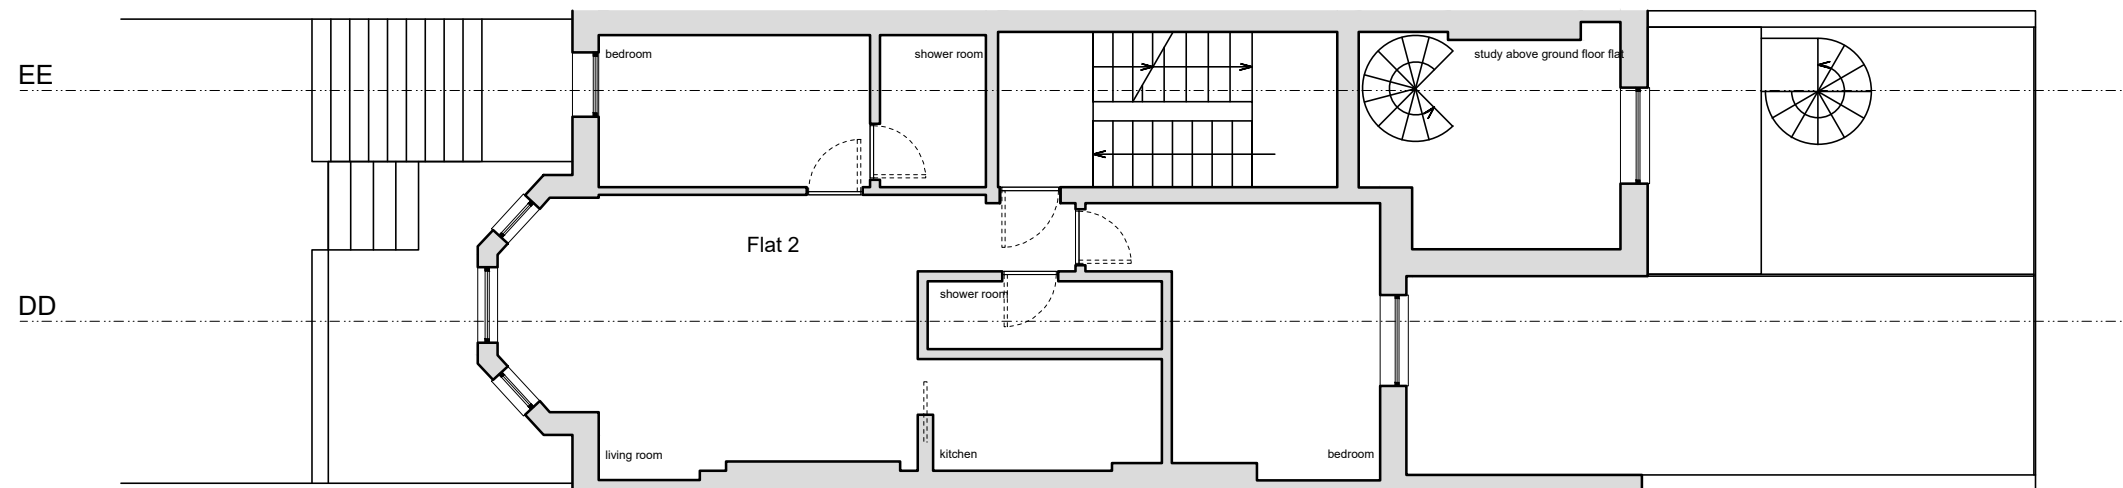 bedroom
shower room
study above ground floor flat
EE
Flat 2
shower room
DD
living room
kitchen
bedroom